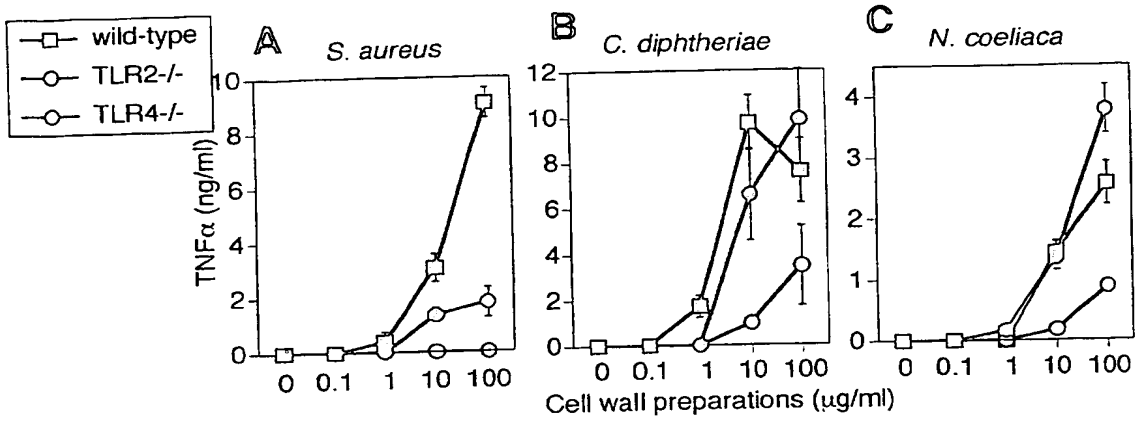 wild-type
TLR2-/-
TLR4-/-
A
S. aureus
B
C. diphtheriae
C
N. coeliaca
TNFα (ng/ml)
10
8
6
4
2
0
0 0.1 1 10 100
12
10
8
6
4
2
0
0 0.1 1 10 100
4
3
2
1
0
0 0.1 1 10 100
Cell wall preparations (μg/ml)